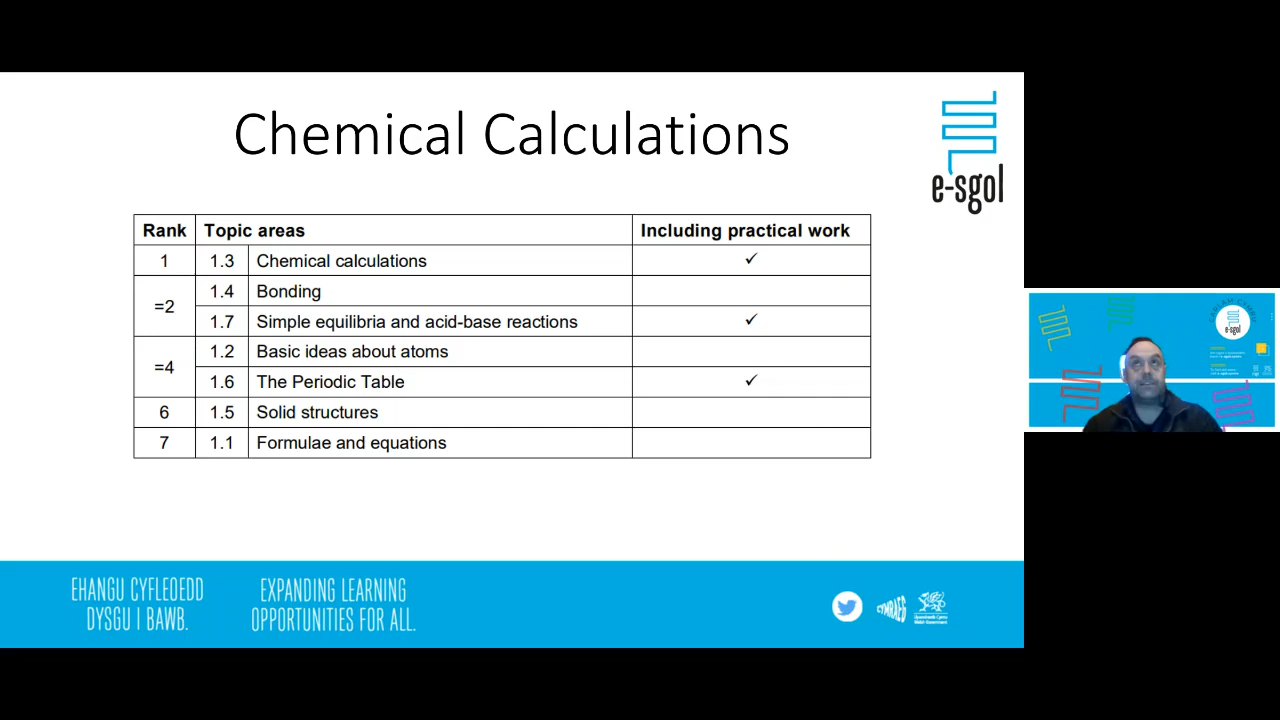 Chemical Calculations
e-sgol
Rank Topic areas Including practical work
1 1.3 Chemical calculations ✓
=2 1.4 Bonding
1.7 Simple equilibria and acid-base reactions ✓
=4 1.2 Basic ideas about atoms
1.6 The Periodic Table ✓
6 1.5 Solid structures
7 1.1 Formulae and equations
EHANGU CYFLEOEDD
DYSGU I BAWB.
EXPANDING LEARNING
OPPORTUNITIES FOR ALL.
CYMRAEG
e-sgol